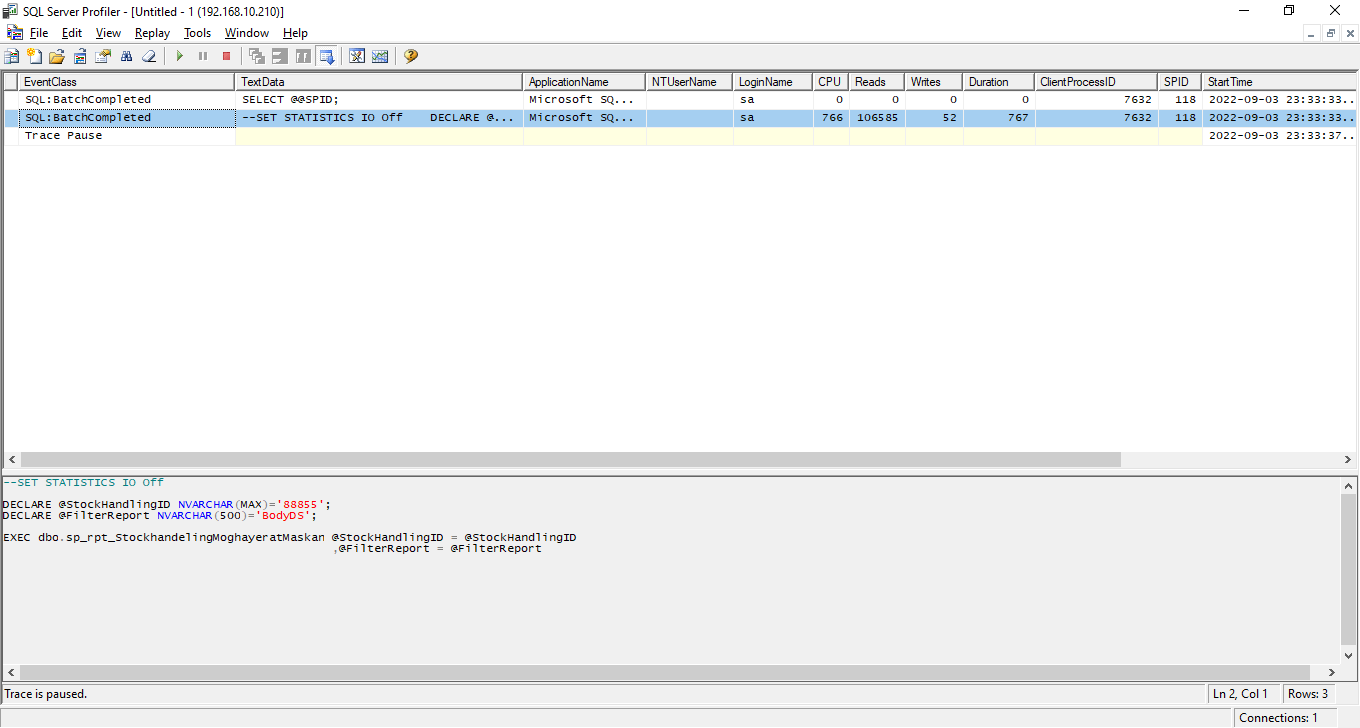 SQL Server Profiler - [Untitled - 1 (192.168.10.210)]
File Edit View Replay Tools Window Help
EventClass TextData ApplicationName NTUserName LoginName CPU Reads Writes Duration ClientProcessID SPID StartTime
SQL:BatchCompleted SELECT @@SPID; Microsoft SQ... sa 0 0 0 0 7632 118 2022-09-03 23:33:33..
SQL:BatchCompleted --SET STATISTICS IO Off DECLARE @... Microsoft SQ... sa 766 106585 52 767 7632 118 2022-09-03 23:33:33..
Trace Pause 2022-09-03 23:33:37..
--SET STATISTICS IO Off
DECLARE @StockHandlingID NVARCHAR(MAX)='88855';
DECLARE @FilterReport NVARCHAR(500)='BodyDS';
EXEC dbo.sp_rpt_StockhandelingMoghayeratMaskan @StockHandlingID = @StockHandlingID
,@FilterReport = @FilterReport
Trace is paused. Ln 2, Col 1 Rows: 3
Connections: 1